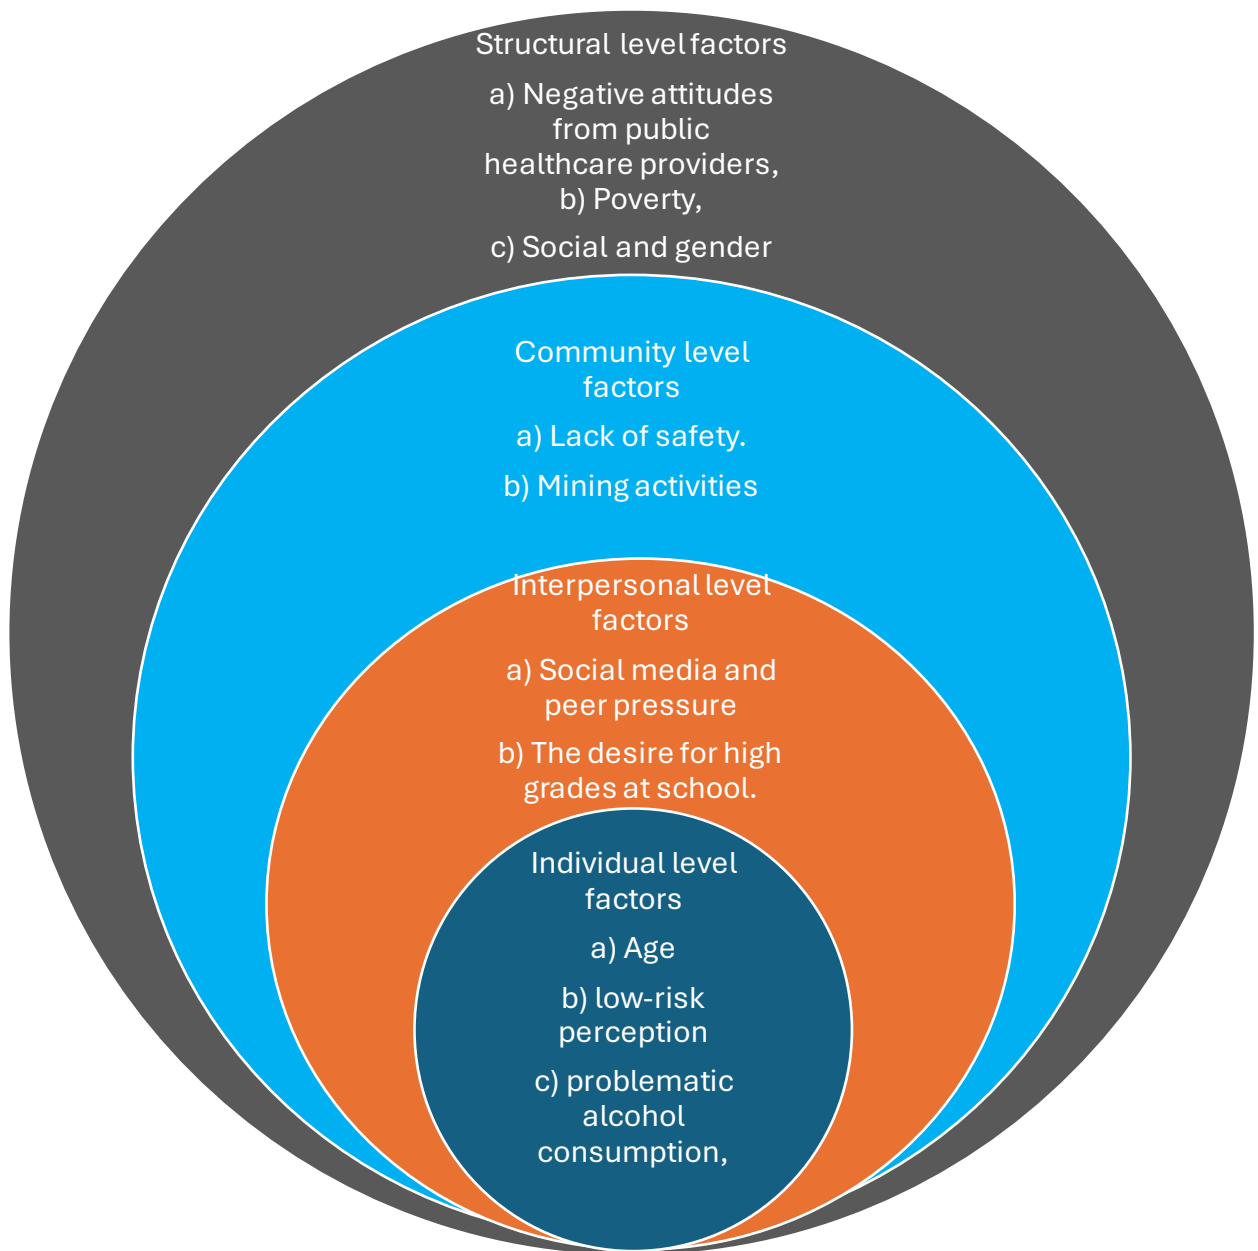 Structural level factors
a) Negative attitudes
from public
healthcare providers,
b) Poverty,
c) Social and gender
Community level
factors
a) Lack of safety.
b) Mining activities
Interpersonal level
factors
a) Social media and
peer pressure
b) The desire for high
grades at school.
Individual level
factors
a) Age
b) low-risk
perception
c) problematic
alcohol
consumption,